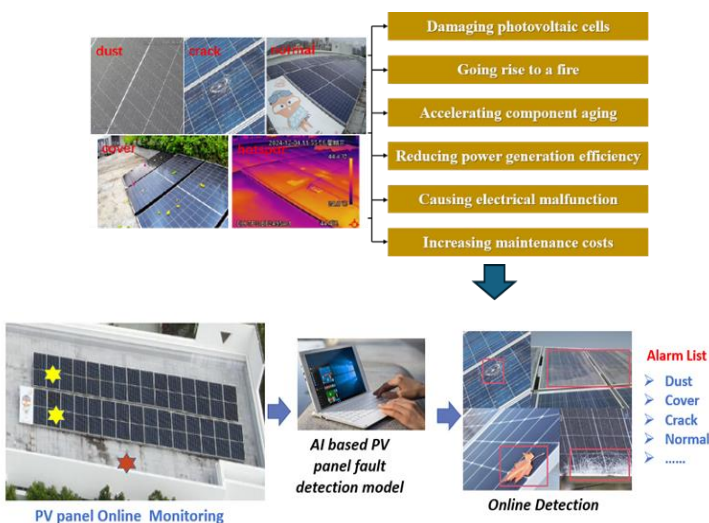 dust
crack
normal
Damaging photovoltaic cells
Going rise to a fire
Accelerating component aging
cover
Reducing power generation efficiency
Causing electrical malfunction
Increasing maintenance costs
Alarm List
Dust
Cover
Crack
Normal
......
AI based PV
panel fault
detection model
Online Detection
PV panel Online Monitoring